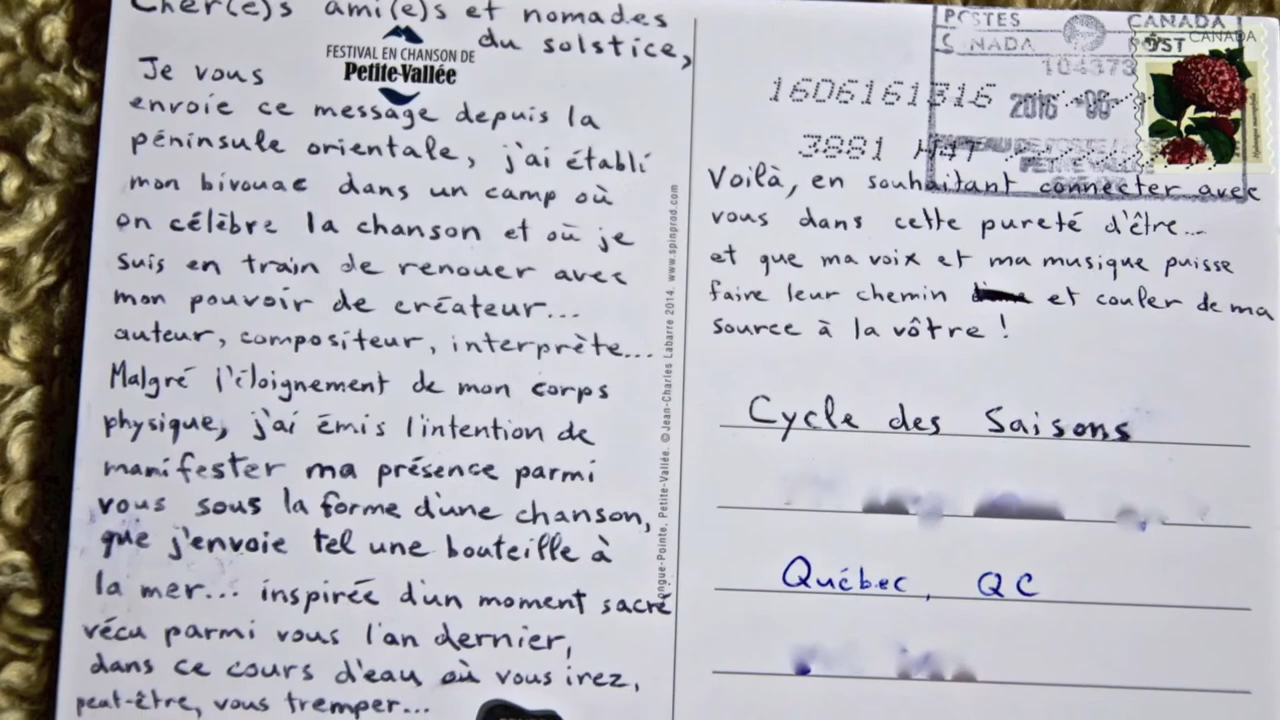 Cher(e)s ami(e)s et nomades
du solstice,
FESTIVAL EN CHANSON DE
Petite-Vallée
Je vous
envoie ce message depuis la
péninsule orientale, j'ai établi
mon bivouac dans un camp où
on célèbre la chanson et où je
suis en train de renouer avec
mon pouvoir de créateur...
auteur, compositeur, interprète...
Malgré l'éloignement de mon corps
physique, j'ai émis l'intention de
manifester ma présence parmi
vous sous la forme d'une chanson,
que j'envoie tel une bouteille à
la mer... inspirée d'un moment sacré
vécu parmi vous l'an dernier,
dans ce cours d'eau où vous irez,
peut-être, vous tremper...
ongue-Pointe, Petite-Vallée. © Jean-Charles Labarre 2014. www.spinprod.com
POSTES CANADA
CANADA POST
CANADA
104373
1606161316
2016
3881
PETITE VALLEE
Voilà, en souhaitant connecter avec
vous dans cette pureté d'être...
et que ma voix et ma musique puisse
faire leur chemin et couler de ma
source à la vôtre !
Cycle des Saisons
Québec, QC